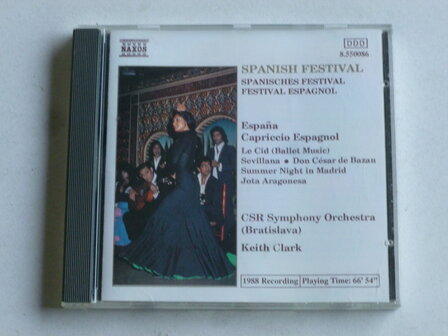 NAXOS
DDD
8.550086
SPANISH FESTIVAL
SPANISCHES FESTIVAL
FESTIVAL ESPAGNOL
España
Capriccio Espagnol
Le Cid (Ballet Music)
Sevillana • Don César de Bazan
Summer Night in Madrid
Jota Aragonesa
CSR Symphony Orchestra
(Bratislava)
Keith Clark
1988 Recording Playing Time: 66' 54"